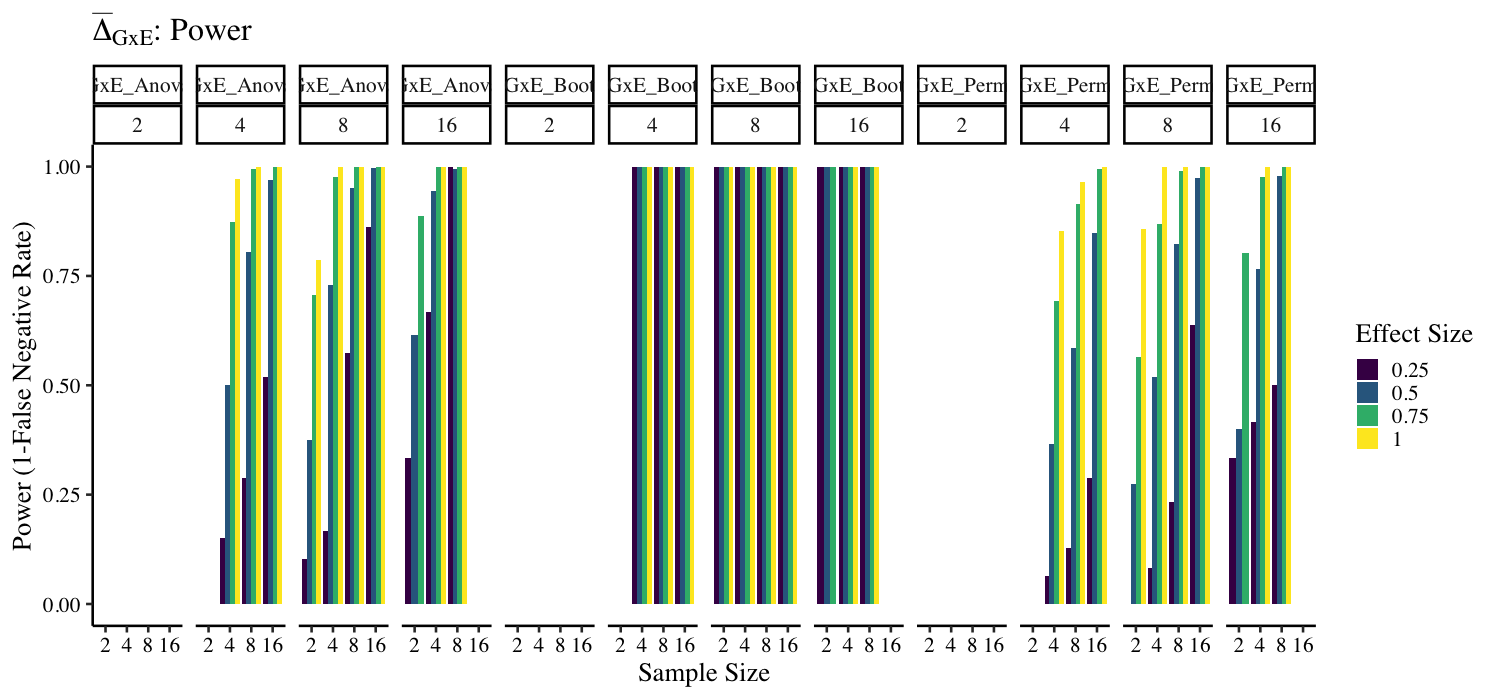 Δ̅GxE: Power
GxE_Anov GxE_Anov GxE_Anov GxE_Anov GxE_Boot GxE_Boot GxE_Boot GxE_Boot GxE_Perm GxE_Perm GxE_Perm GxE_Perm
2 4 8 16 2 4 8 16 2 4 8 16
1.00
0.75
0.50
0.25
0.00
Power (1-False Negative Rate)
2 4 8 16 2 4 8 16 2 4 8 16 2 4 8 16 2 4 8 16 2 4 8 16 2 4 8 16 2 4 8 16 2 4 8 16 2 4 8 16 2 4 8 16 2 4 8 16
Sample Size
Effect Size
0.25
0.5
0.75
1